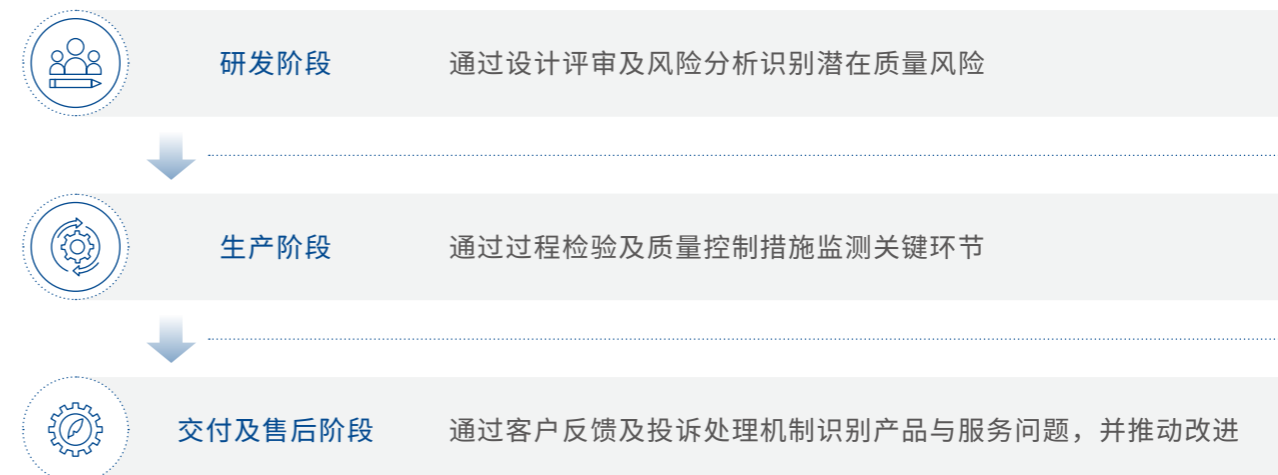 研发阶段 通过设计评审及风险分析识别潜在质量风险
生产阶段 通过过程检验及质量控制措施监测关键环节
交付及售后阶段 通过客户反馈及投诉处理机制识别产品与服务问题，并推动改进